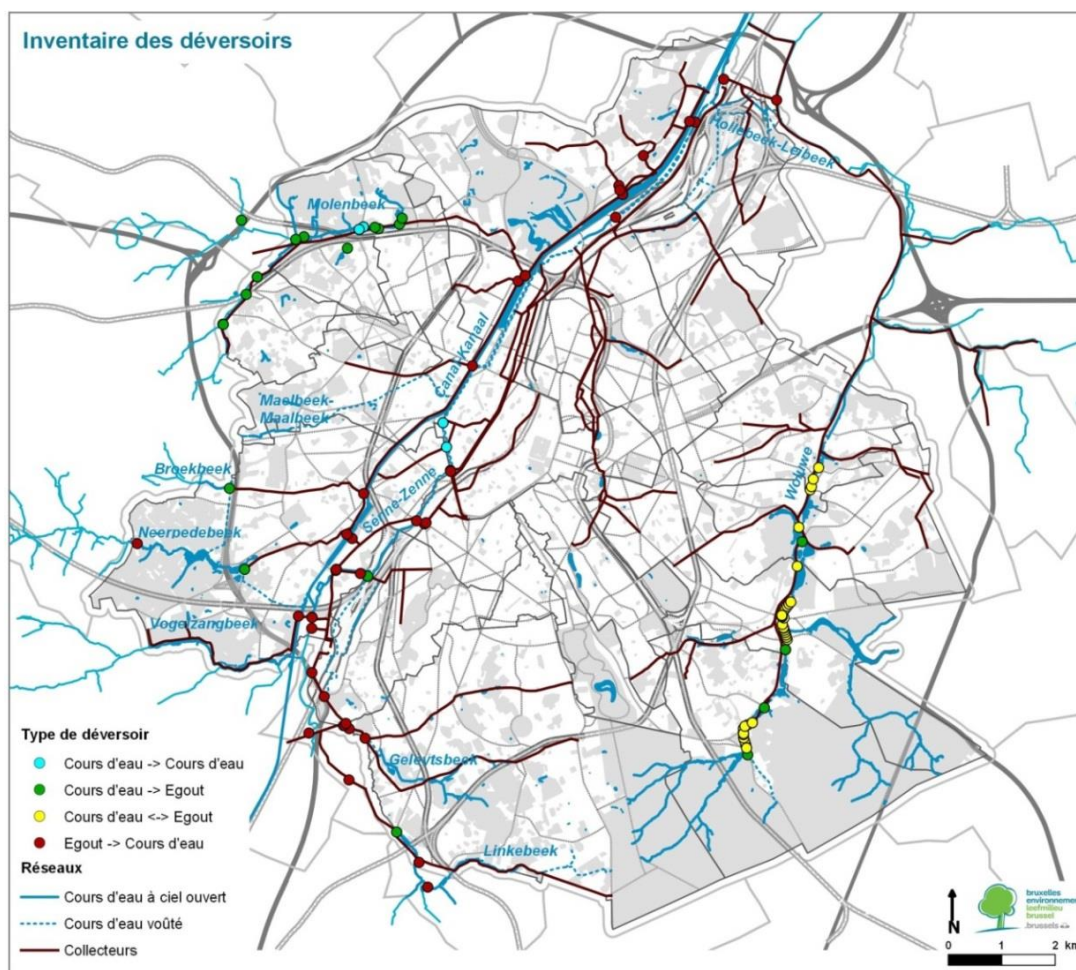 Inventaire des déversoirs
Hollebeek-Leibeek
Molenbeek
Canal-Kanaal
Maelbeek-
Maalbeek
Broekbeek
Woluwe
Senne-Zenne
Neerpedebeek
Vogelzangbeek
Geleytsbeek
Linkebeek
Type de déversoir
Cours d'eau -> Cours d'eau
Cours d'eau -> Egout
Cours d'eau <-> Egout
Egout -> Cours d'eau
Réseaux
Cours d'eau à ciel ouvert
Cours d'eau voûté
Collecteurs
N
bruxelles
environnement
leefmilieu
brussel
.brussels
0 1 2 km